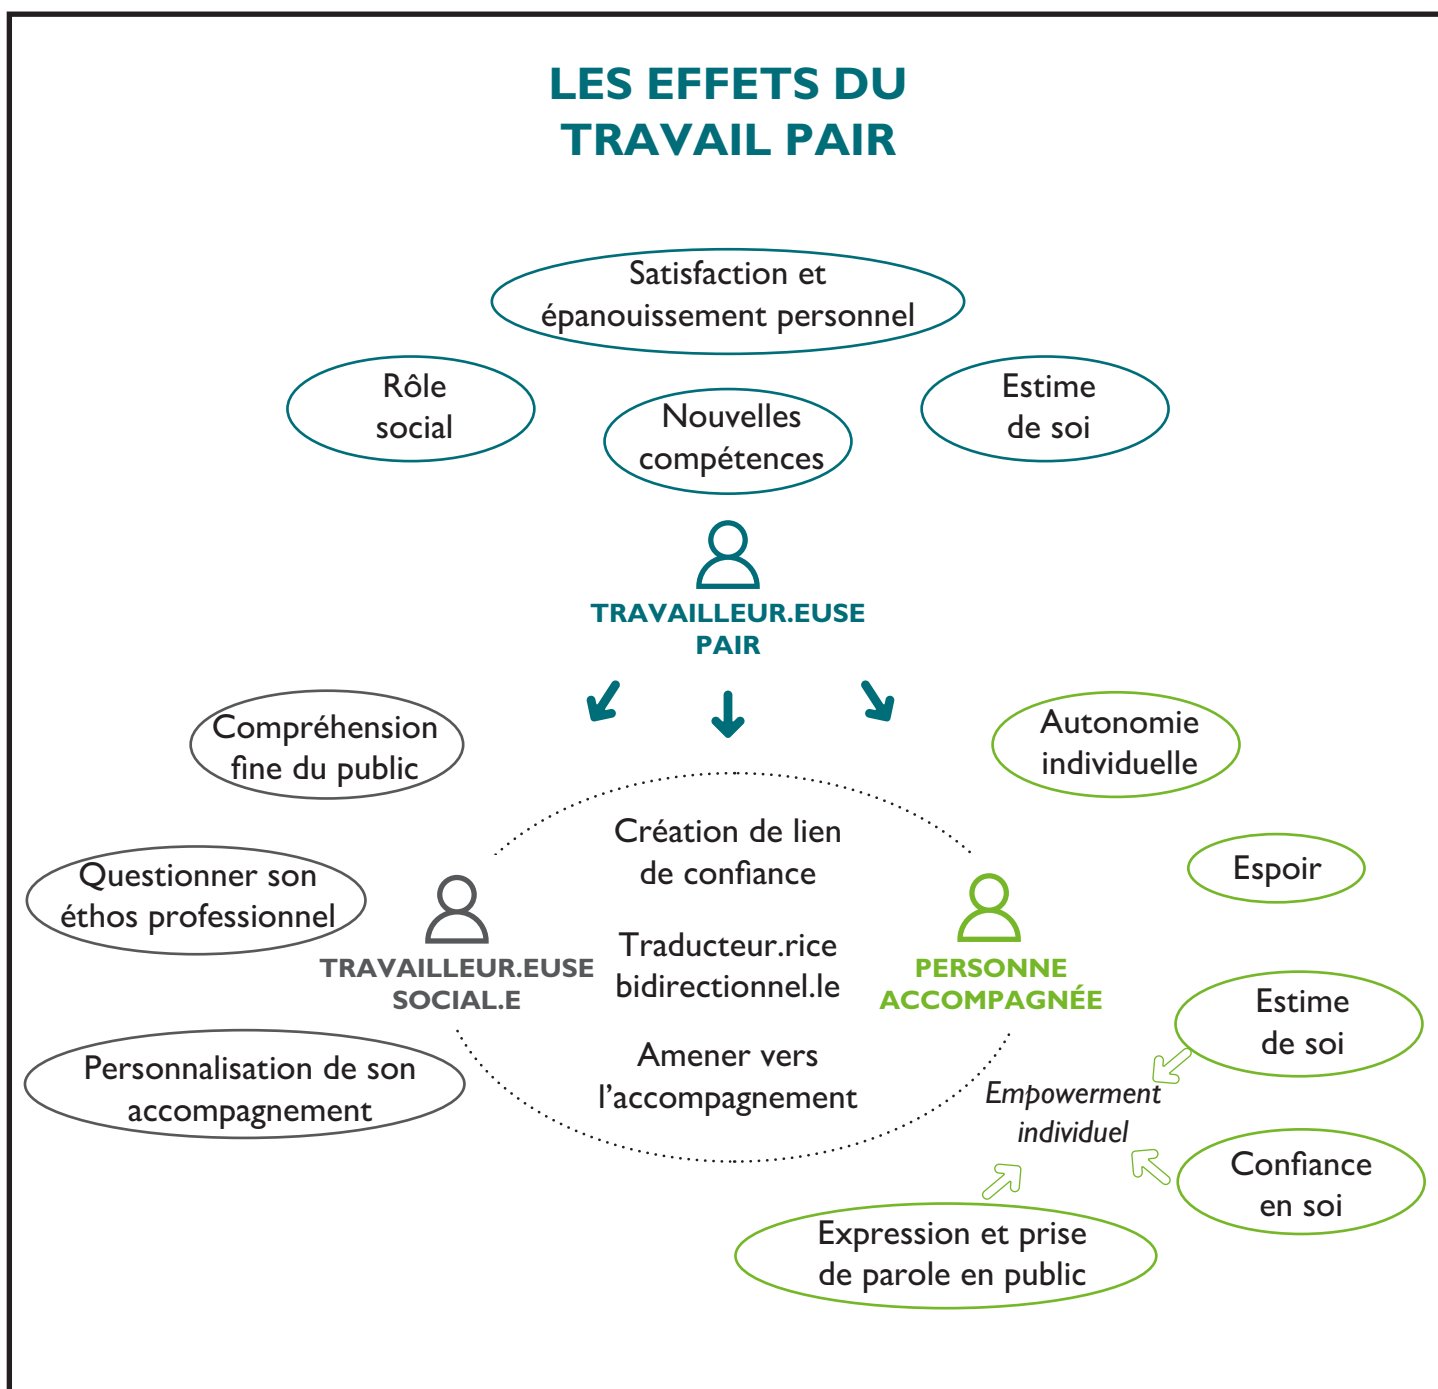 LES EFFETS DU
TRAVAIL PAIR
Satisfaction et
épanouissement personnel
Rôle
social
Nouvelles
compétences
Estime
de soi
TRAVAILLEUR.EUSE
PAIR
Compréhension
fine du public
Autonomie
individuelle
Création de lien
de confiance
Questionner son
éthos professionnel
Espoir
TRAVAILLEUR.EUSE
SOCIAL.E
Traducteur.rice
bidirectionnel.le
PERSONNE
ACCOMPAGNÉE
Estime
de soi
Personnalisation de son
accompagnement
Amener vers
l'accompagnement
Empowerment
individuel
Confiance
en soi
Expression et prise
de parole en public